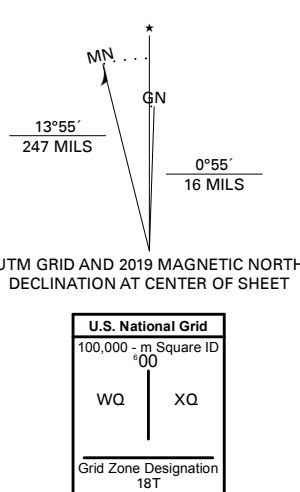 ★
MN
GN
13°55´
247 MILS
0°55´
16 MILS
UTM GRID AND 2019 MAGNETIC NORTH
DECLINATION AT CENTER OF SHEET
U.S. National Grid
100,000 - m Square ID
⁶00
WQ XQ
Grid Zone Designation
18T